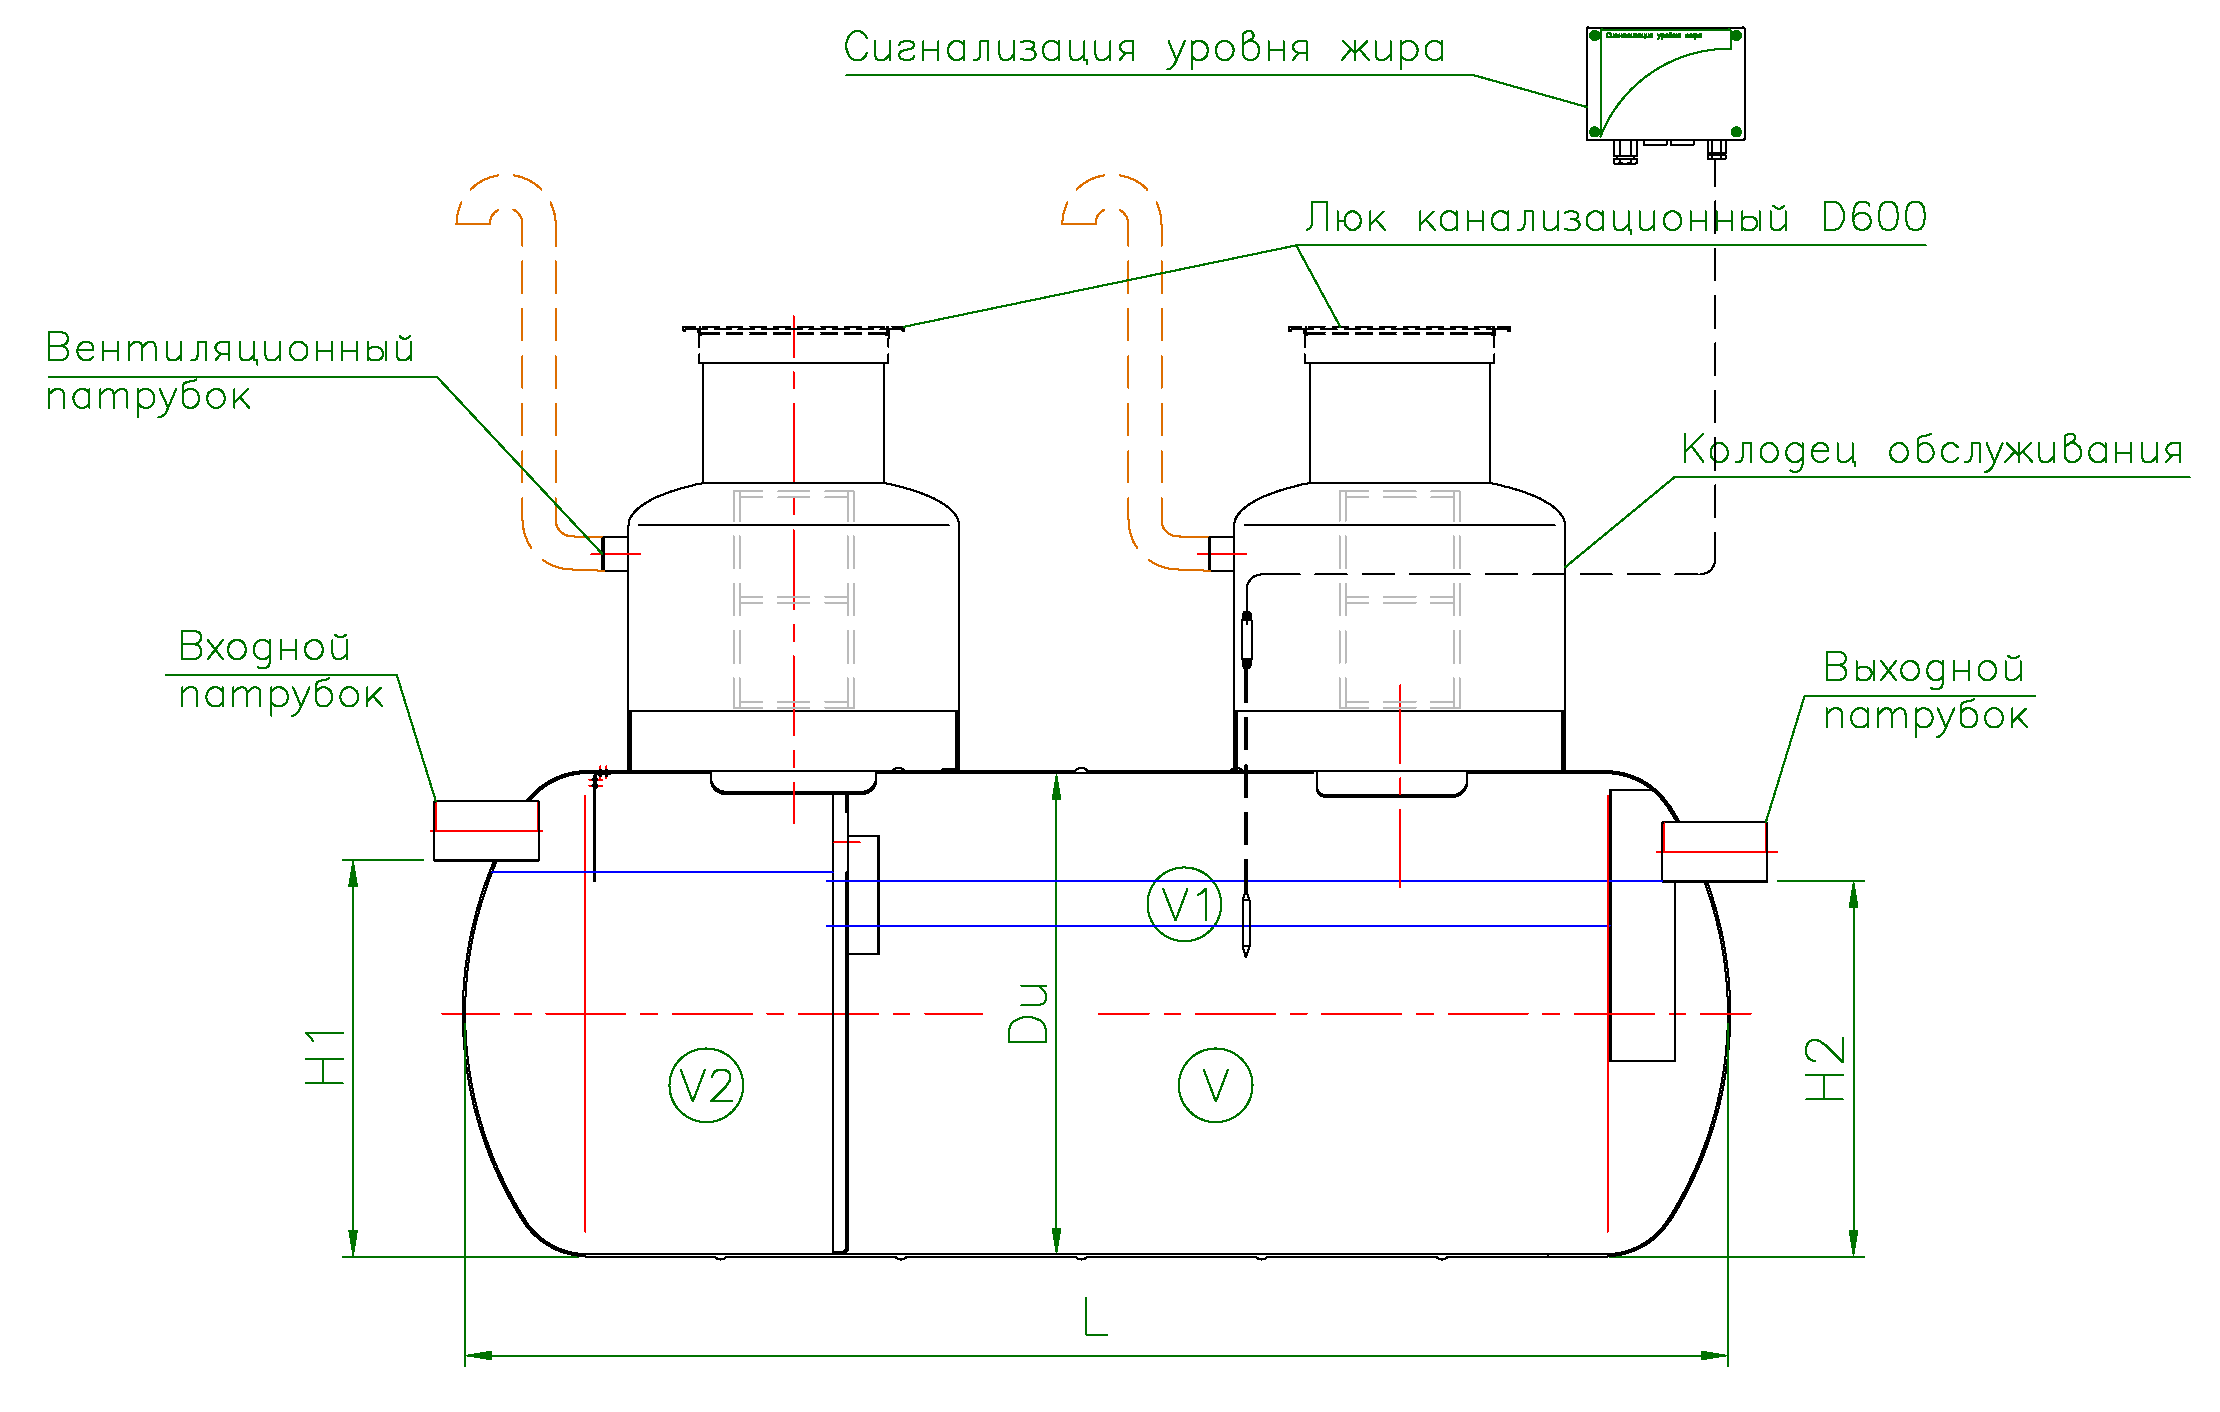 Сигнализация уровня жира
Сигнализация уровня жира
Люк канализационный D600
Вентиляционный
патрубок
Колодец обслуживания
Входной
патрубок
Выходной
патрубок
V1
Du
H1
H2
V2
V
L